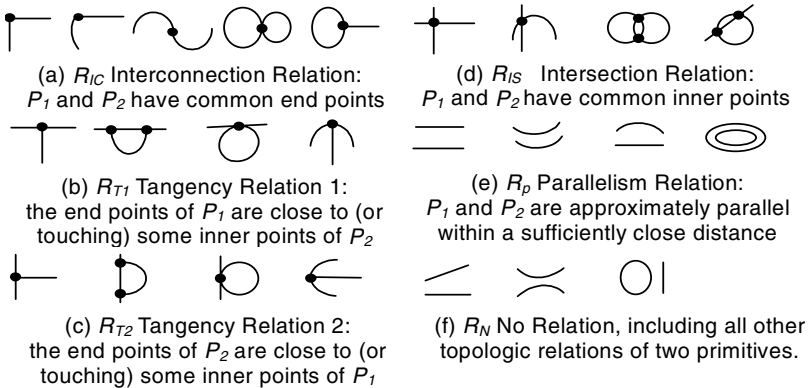 (a) R_IC Interconnection Relation:
P_1 and P_2 have common end points
(b) R_T1 Tangency Relation 1:
the end points of P_1 are close to (or
touching) some inner points of P_2
(c) R_T2 Tangency Relation 2:
the end points of P_2 are close to (or
touching) some inner points of P_1
(d) R_IS Intersection Relation:
P_1 and P_2 have common inner points
(e) R_p Parallelism Relation:
P_1 and P_2 are approximately parallel
within a sufficiently close distance
(f) R_N No Relation, including all other
topologic relations of two primitives.